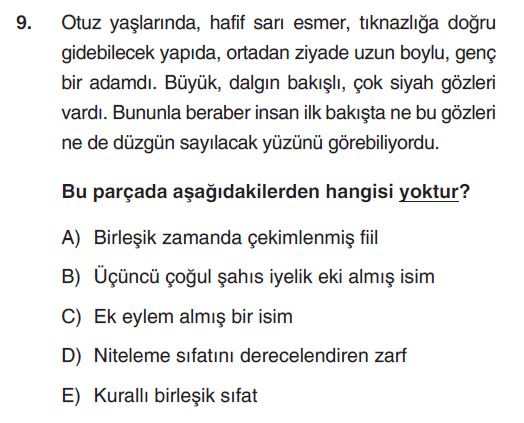 9. Otuz yaşlarında, hafif sarı esmer, tıknazlığa doğru
gidebilecek yapıda, ortadan ziyade uzun boylu, genç
bir adamdı. Büyük, dalgın bakışlı, çok siyah gözleri
vardı. Bununla beraber insan ilk bakışta ne bu gözleri
ne de düzgün sayılacak yüzünü görebiliyordu.
Bu parçada aşağıdakilerden hangisi yoktur?
A) Birleşik zamanda çekimlenmiş fiil
B) Üçüncü çoğul şahıs iyelik eki almış isim
C) Ek eylem almış bir isim
D) Niteleme sıfatını derecelendiren zarf
E) Kurallı birleşik sıfat